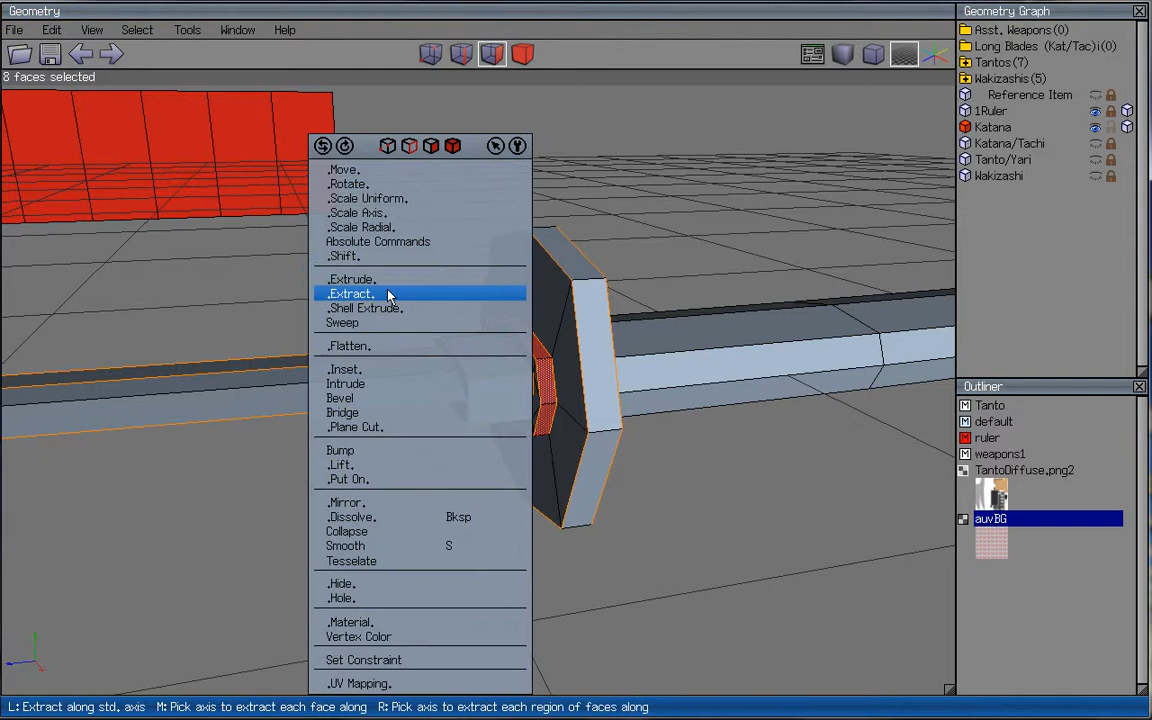 Geometry
File Edit View Select Tools Window Help
8 faces selected
.Move.
.Rotate.
.Scale Uniform.
.Scale Axis.
.Scale Radial.
Absolute Commands
.Shift.
.Extrude.
.Extract.
.Shell Extrude.
Sweep
.Flatten.
.Inset.
Intrude
Bevel
Bridge
.Plane Cut.
Bump
.Lift.
.Put On.
.Mirror.
.Dissolve. Bksp
Collapse
Smooth S
Tesselate
.Hide.
.Hole.
.Material.
Vertex Color
Set Constraint
.UV Mapping.
Geometry Graph
Asst. Weapons(0)
Long Blades (Kat/Tac)i(0)
Tantos(7)
Wakizashis(5)
Reference Item
1Ruler
Katana
Katana/Tachi
Tanto/Yari
Wakizashi
Outliner
M Tanto
M default
M ruler
M weapons1
TantoDiffuse.png2
auvBG
L: Extract along std. axis M: Pick axis to extract each face along R: Pick axis to extract each region of faces along